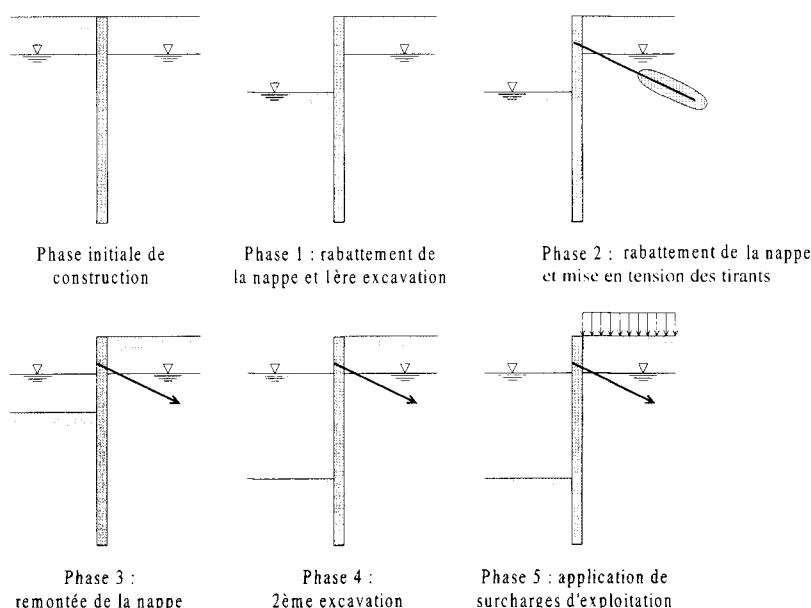 Phase initiale de
construction
Phase 1 : rabattement de
la nappe et 1ère excavation
Phase 2 : rabattement de la nappe
et mise en tension des tirants
Phase 3 :
remontée de la nappe
Phase 4 :
2ème excavation
Phase 5 : application de
surcharges d'exploitation